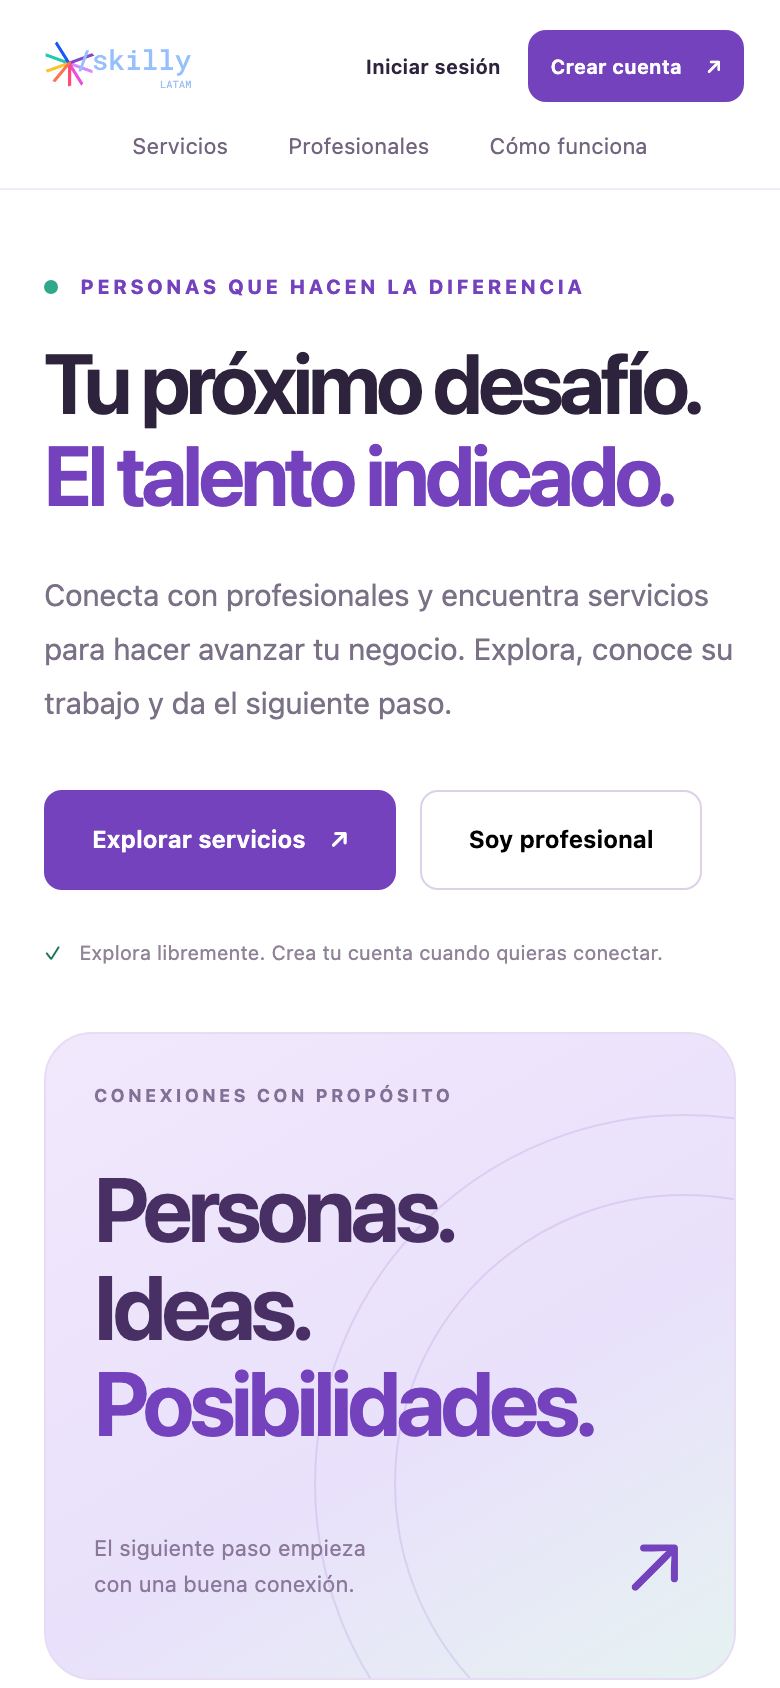 /skilly
LATAM
Iniciar sesión
Crear cuenta
Servicios
Profesionales
Cómo funciona
PERSONAS QUE HACEN LA DIFERENCIA
Tu próximo desafío.
El talento indicado.
Conecta con profesionales y encuentra servicios
para hacer avanzar tu negocio. Explora, conoce su
trabajo y da el siguiente paso.
Explorar servicios
Soy profesional
Explora libremente. Crea tu cuenta cuando quieras conectar.
CONEXIONES CON PROPÓSITO
Personas.
Ideas.
Posibilidades.
El siguiente paso empieza
con una buena conexión.